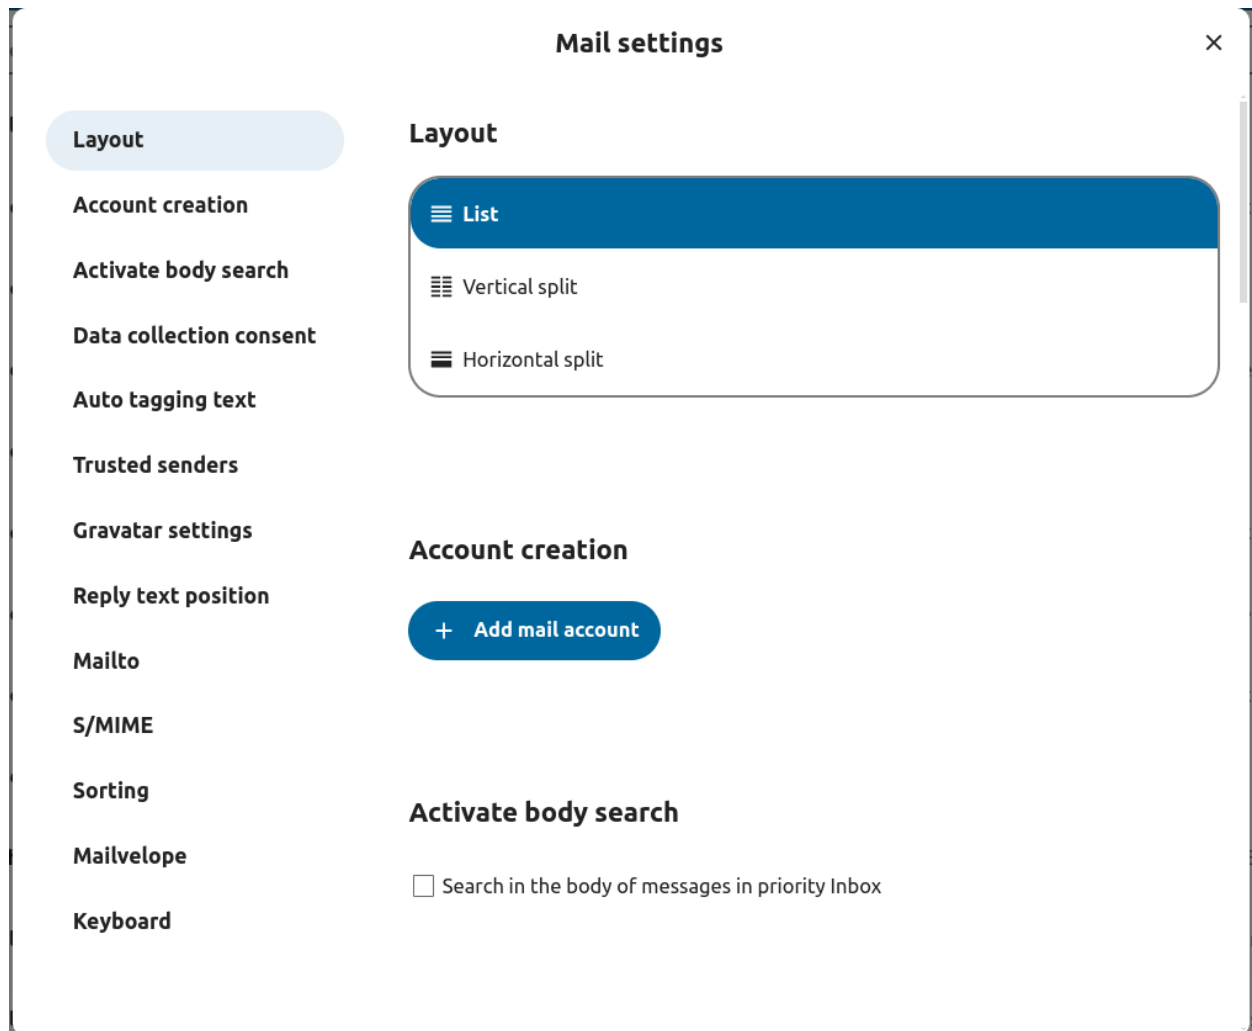 Mail settings
Layout
Account creation
Activate body search
Data collection consent
Auto tagging text
Trusted senders
Gravatar settings
Reply text position
Mailto
S/MIME
Sorting
Mailvelope
Keyboard
Layout
List
Vertical split
Horizontal split
Account creation
+ Add mail account
Activate body search
Search in the body of messages in priority Inbox